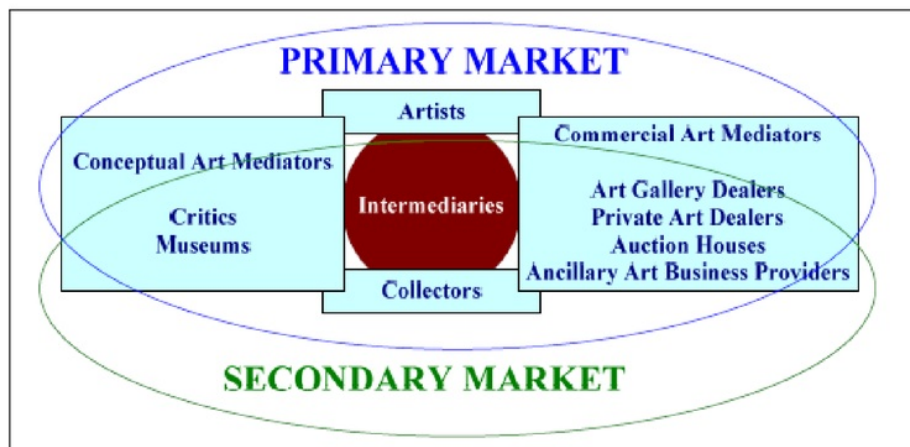 PRIMARY MARKET
Artists
Conceptual Art Mediators
Critics
Museums
Intermediaries
Commercial Art Mediators
Art Gallery Dealers
Private Art Dealers
Auction Houses
Ancillary Art Business Providers
Collectors
SECONDARY MARKET